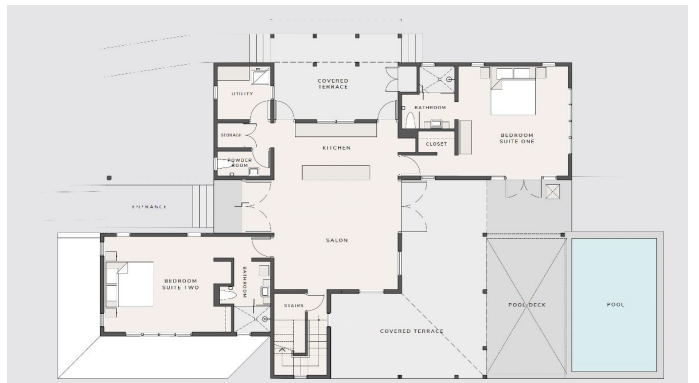 COVERED
TERRACE
UTILITY
BATHROOM
BEDROOM
SUITE ONE
STORAGE
KITCHEN
CLOSET
POWDER
ROOM
ENTRANCE
SALON
BEDROOM
SUITE TWO
BATHROOM
STAIRS
POOL DECK
POOL
COVERED TERRACE